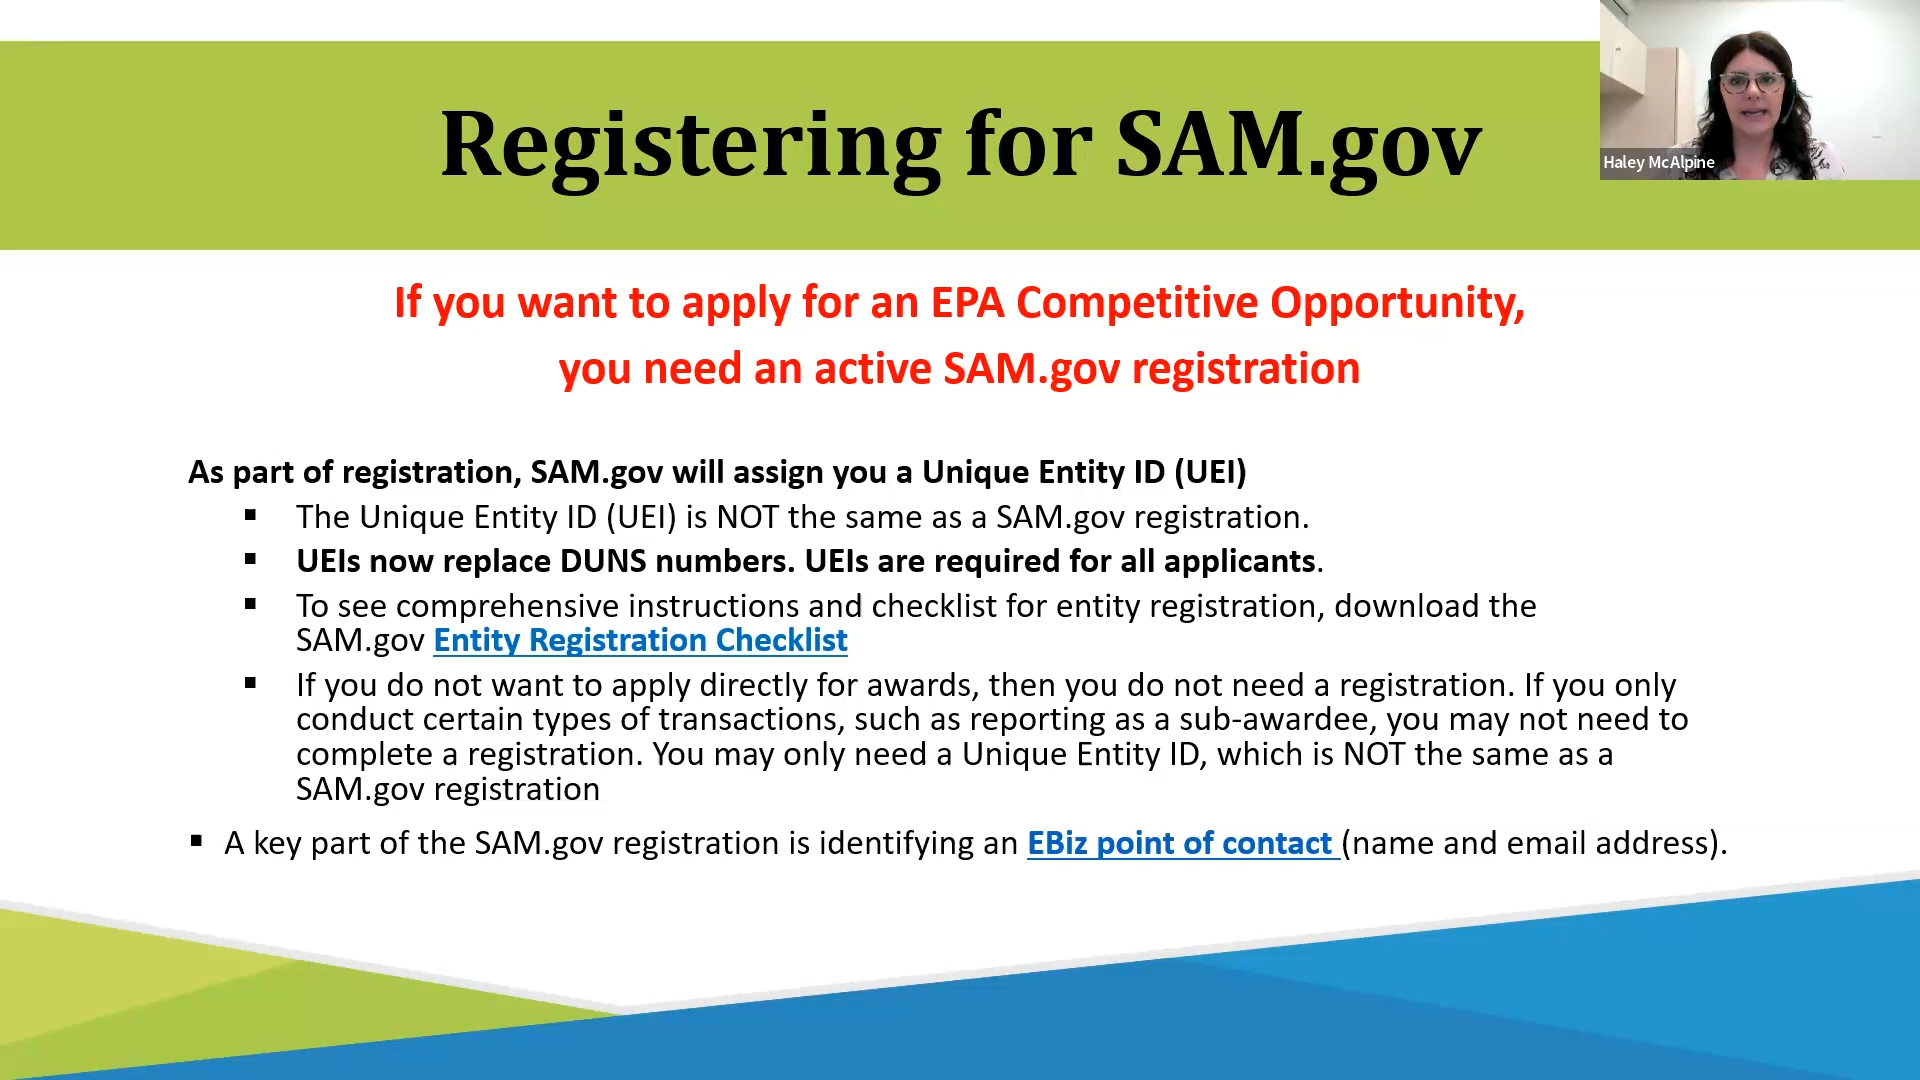 Registering for SAM.gov
Haley McAlpine
If you want to apply for an EPA Competitive Opportunity,
you need an active SAM.gov registration
As part of registration, SAM.gov will assign you a Unique Entity ID (UEI)
▪ The Unique Entity ID (UEI) is NOT the same as a SAM.gov registration.
▪ UEIs now replace DUNS numbers. UEIs are required for all applicants.
▪ To see comprehensive instructions and checklist for entity registration, download the
SAM.gov Entity Registration Checklist
▪ If you do not want to apply directly for awards, then you do not need a registration. If you only
conduct certain types of transactions, such as reporting as a sub-awardee, you may not need to
complete a registration. You may only need a Unique Entity ID, which is NOT the same as a
SAM.gov registration
▪ A key part of the SAM.gov registration is identifying an EBiz point of contact (name and email address).